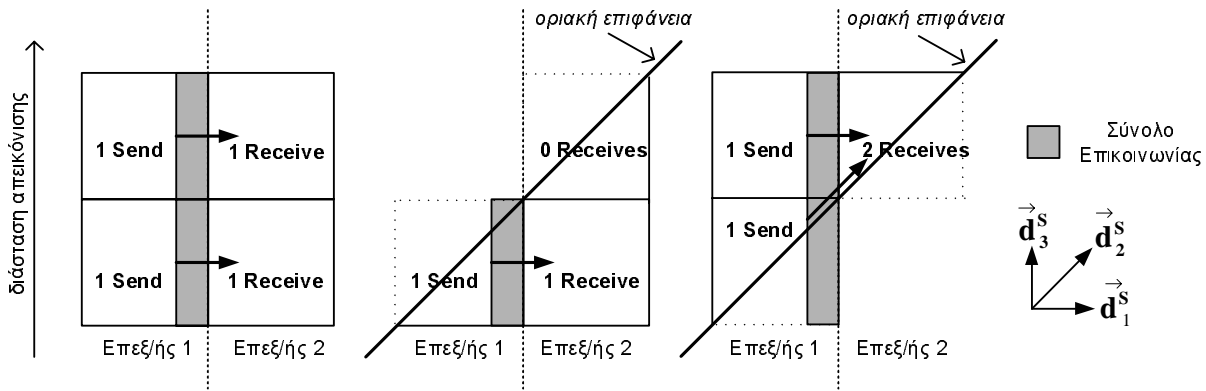 διάσταση απεικόνισης
1 Send
1 Receive
1 Send
1 Receive
Επεξ/ής 1
Επεξ/ής 2
οριακή επιφάνεια
0 Receives
1 Send
1 Receive
Επεξ/ής 1
Επεξ/ής 2
οριακή επιφάνεια
1 Send
2 Receives
1 Send
Επεξ/ής 1
Επεξ/ής 2
Σύνολο
Επικοινωνίας
d₃ˢ
d₂ˢ
d₁ˢ